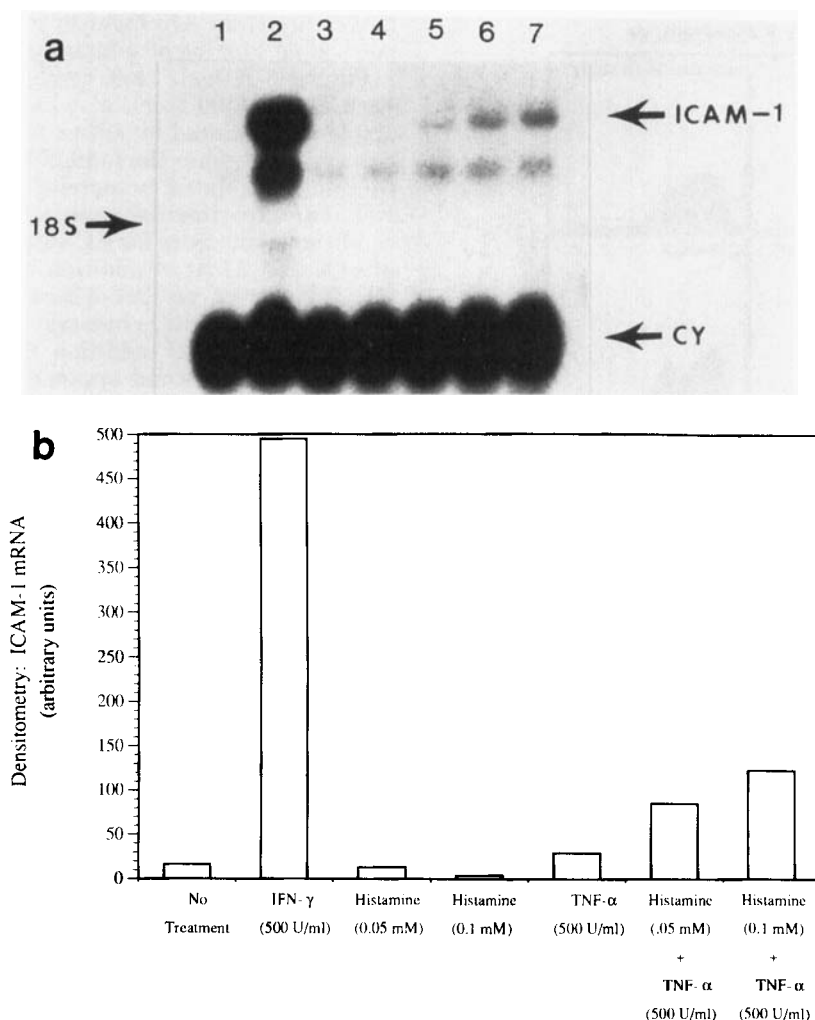 a
1 2 3 4 5 6 7
ICAM-1
18S
CY
b
Densitometry: ICAM-1 mRNA
(arbitrary units)
500
450
400
350
300
250
200
150
100
50
0
No
Treatment
IFN-γ
(500 U/ml)
Histamine
(0.05 mM)
Histamine
(0.1 mM)
TNF-α
(500 U/ml)
Histamine
(.05 mM)
+
TNF-α
(500 U/ml)
Histamine
(0.1 mM)
+
TNF-α
(500 U/ml)